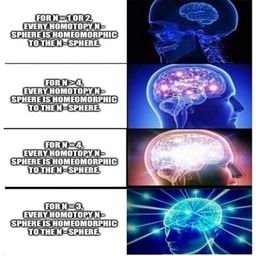 FOR N = 1 OR 2,
EVERY HOMOTOPY N -
SPHERE IS HOMEOMORPHIC
TO THE N - SPHERE.
FOR N > 4,
EVERY HOMOTOPY N -
SPHERE IS HOMEOMORPHIC
TO THE N - SPHERE.
FOR N = 4,
EVERY HOMOTOPY N -
SPHERE IS HOMEOMORPHIC
TO THE N - SPHERE.
FOR N = 3,
EVERY HOMOTOPY N -
SPHERE IS HOMEOMORPHIC
TO THE N - SPHERE.